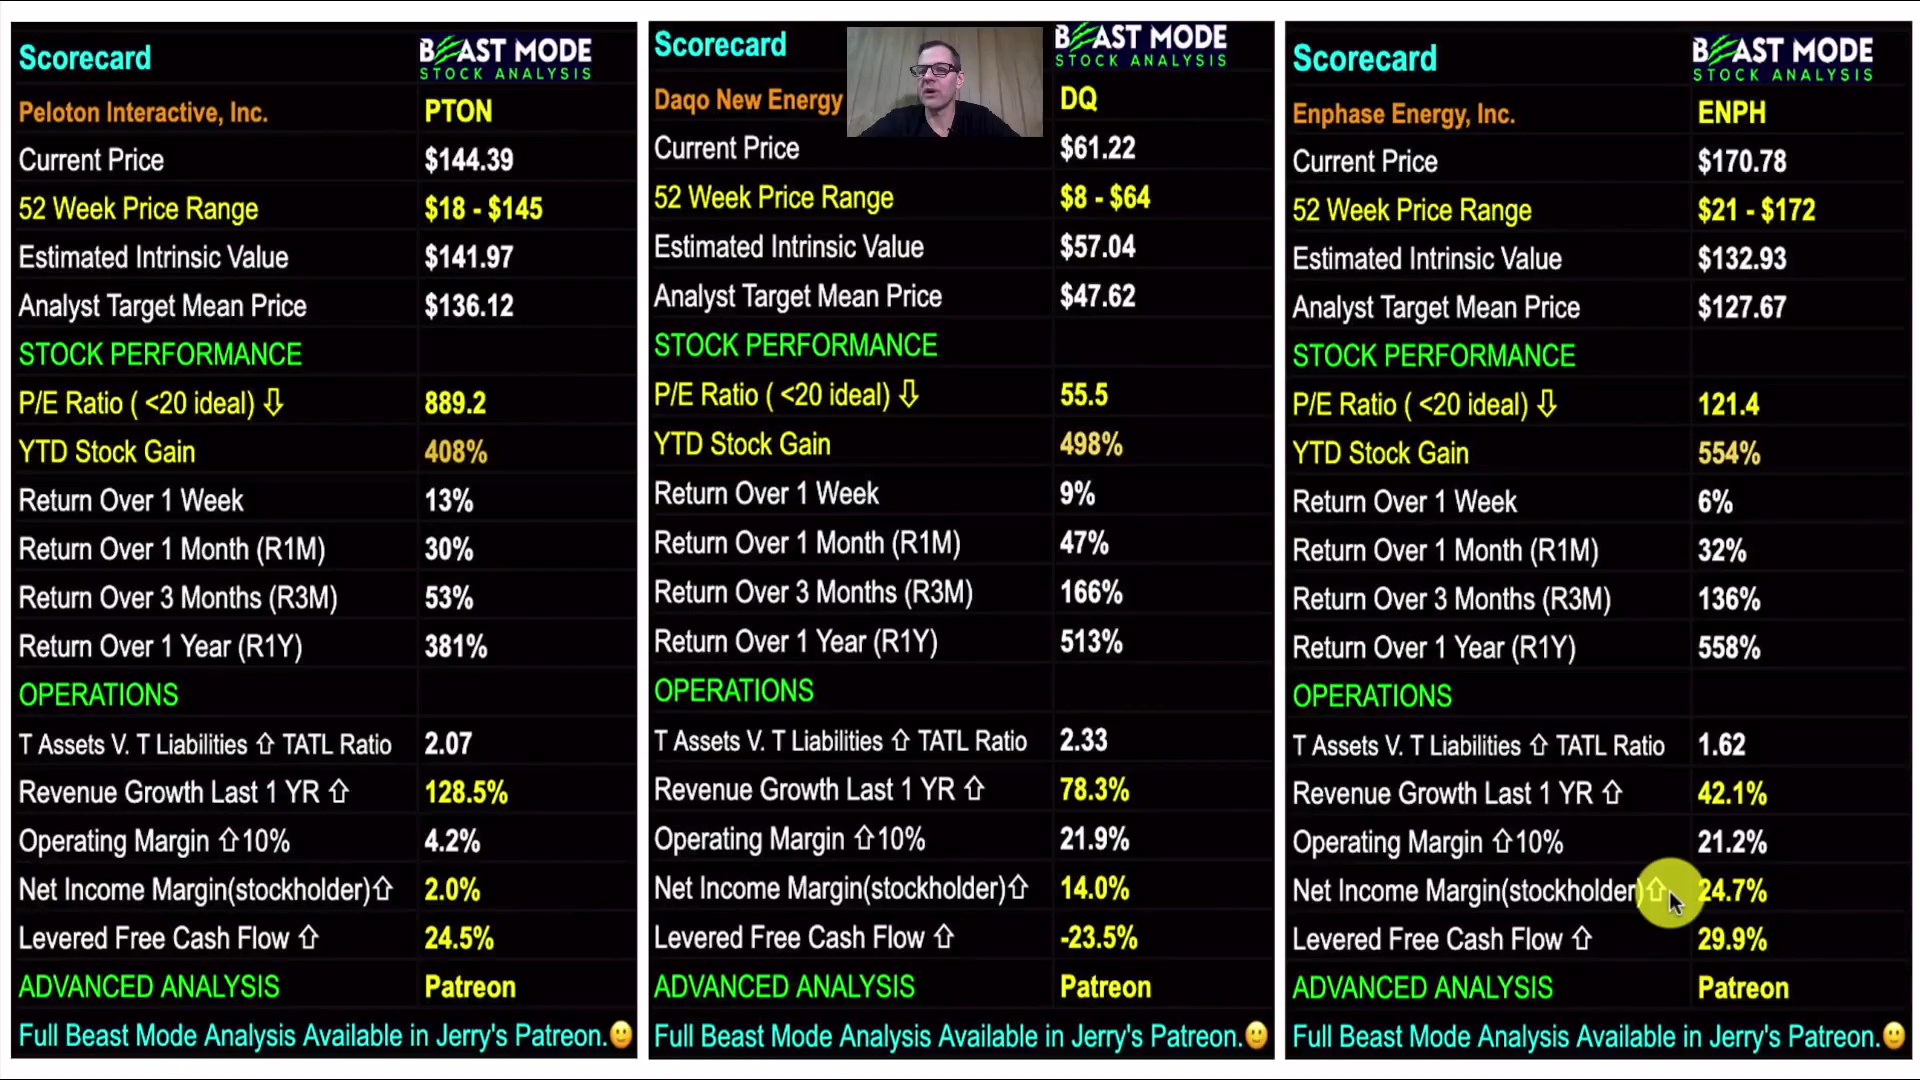 Scorecard BEAST MODE
STOCK ANALYSIS
Peloton Interactive, Inc. PTON
Current Price $144.39
52 Week Price Range $18 - $145
Estimated Intrinsic Value $141.97
Analyst Target Mean Price $136.12
STOCK PERFORMANCE
P/E Ratio ( <20 ideal) ⇩ 889.2
YTD Stock Gain 408%
Return Over 1 Week 13%
Return Over 1 Month (R1M) 30%
Return Over 3 Months (R3M) 53%
Return Over 1 Year (R1Y) 381%
OPERATIONS
T Assets V. T Liabilities ⇧ TATL Ratio 2.07
Revenue Growth Last 1 YR ⇧ 128.5%
Operating Margin ⇧10% 4.2%
Net Income Margin(stockholder)⇧ 2.0%
Levered Free Cash Flow ⇧ 24.5%
ADVANCED ANALYSIS Patreon
Full Beast Mode Analysis Available in Jerry's Patreon.🙂
Scorecard BEAST MODE
STOCK ANALYSIS
Daqo New Energy DQ
Current Price $61.22
52 Week Price Range $8 - $64
Estimated Intrinsic Value $57.04
Analyst Target Mean Price $47.62
STOCK PERFORMANCE
P/E Ratio ( <20 ideal) ⇩ 55.5
YTD Stock Gain 498%
Return Over 1 Week 9%
Return Over 1 Month (R1M) 47%
Return Over 3 Months (R3M) 166%
Return Over 1 Year (R1Y) 513%
OPERATIONS
T Assets V. T Liabilities ⇧ TATL Ratio 2.33
Revenue Growth Last 1 YR ⇧ 78.3%
Operating Margin ⇧10% 21.9%
Net Income Margin(stockholder)⇧ 14.0%
Levered Free Cash Flow ⇧ -23.5%
ADVANCED ANALYSIS Patreon
Full Beast Mode Analysis Available in Jerry's Patreon.🙂
Scorecard BEAST MODE
STOCK ANALYSIS
Enphase Energy, Inc. ENPH
Current Price $170.78
52 Week Price Range $21 - $172
Estimated Intrinsic Value $132.93
Analyst Target Mean Price $127.67
STOCK PERFORMANCE
P/E Ratio ( <20 ideal) ⇩ 121.4
YTD Stock Gain 554%
Return Over 1 Week 6%
Return Over 1 Month (R1M) 32%
Return Over 3 Months (R3M) 136%
Return Over 1 Year (R1Y) 558%
OPERATIONS
T Assets V. T Liabilities ⇧ TATL Ratio 1.62
Revenue Growth Last 1 YR ⇧ 42.1%
Operating Margin ⇧10% 21.2%
Net Income Margin(stockholder)⇧ 24.7%
Levered Free Cash Flow ⇧ 29.9%
ADVANCED ANALYSIS Patreon
Full Beast Mode Analysis Available in Jerry's Patreon.🙂